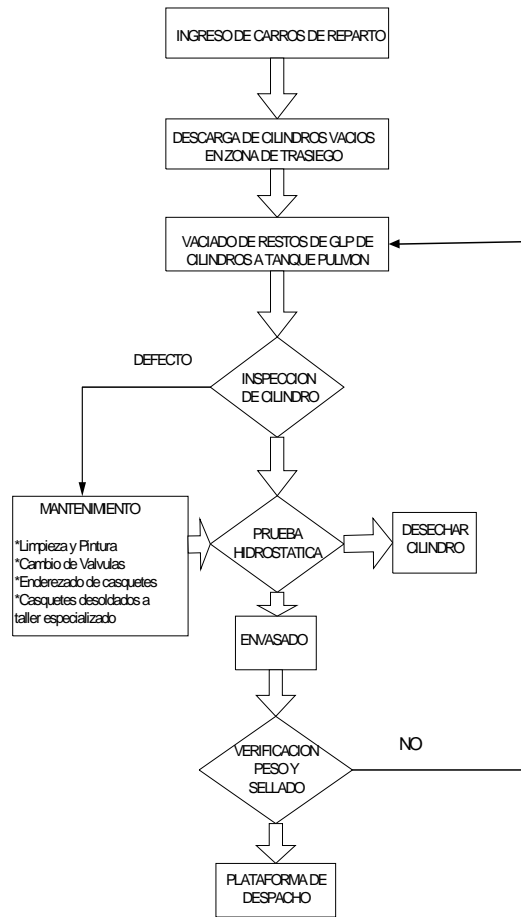 INGRESO DE CARROS DE REPARTO
DESCARGA DE CILINDROS VACIOS
EN ZONA DE TRASIEGO
VACIADO DE RESTOS DE GLP DE
CILINDROS A TANQUE PULMON
DEFECTO
INSPECCION
DE CILINDRO
MANTENIMIENTO
*Limpieza y Pintura
*Cambio de Valvulas
*Enderezado de casquetes
*Casquetes desoldados a
taller especializado
PRUEBA
HIDROSTATICA
DESECHAR
CILINDRO
ENVASADO
VERIFICACION
PESO Y
SELLADO
NO
PLATAFORMA DE
DESPACHO